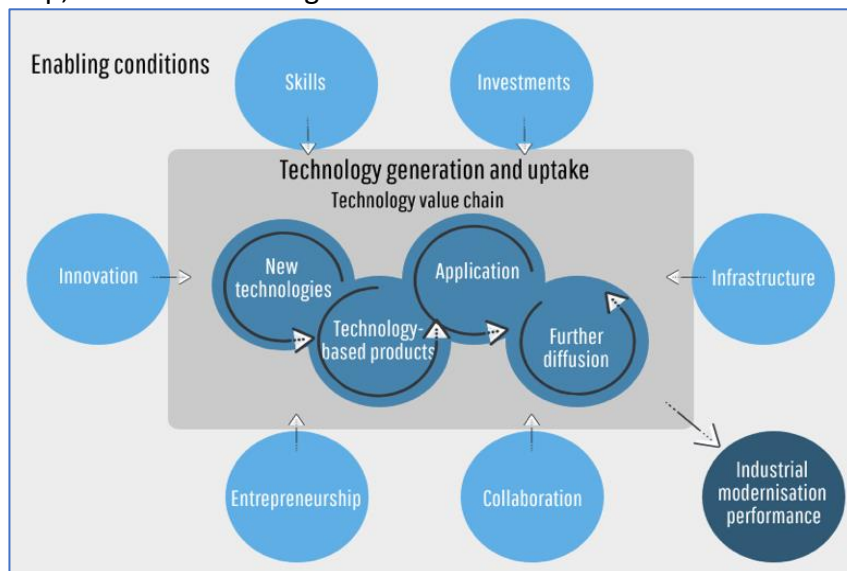 Enabling conditions
Skills
Investments
Technology generation and uptake
Technology value chain
Innovation
New
technologies
Application
Infrastructure
Technology-
based products
Further
diffusion
Entrepreneurship
Collaboration
Industrial
modernisation
performance